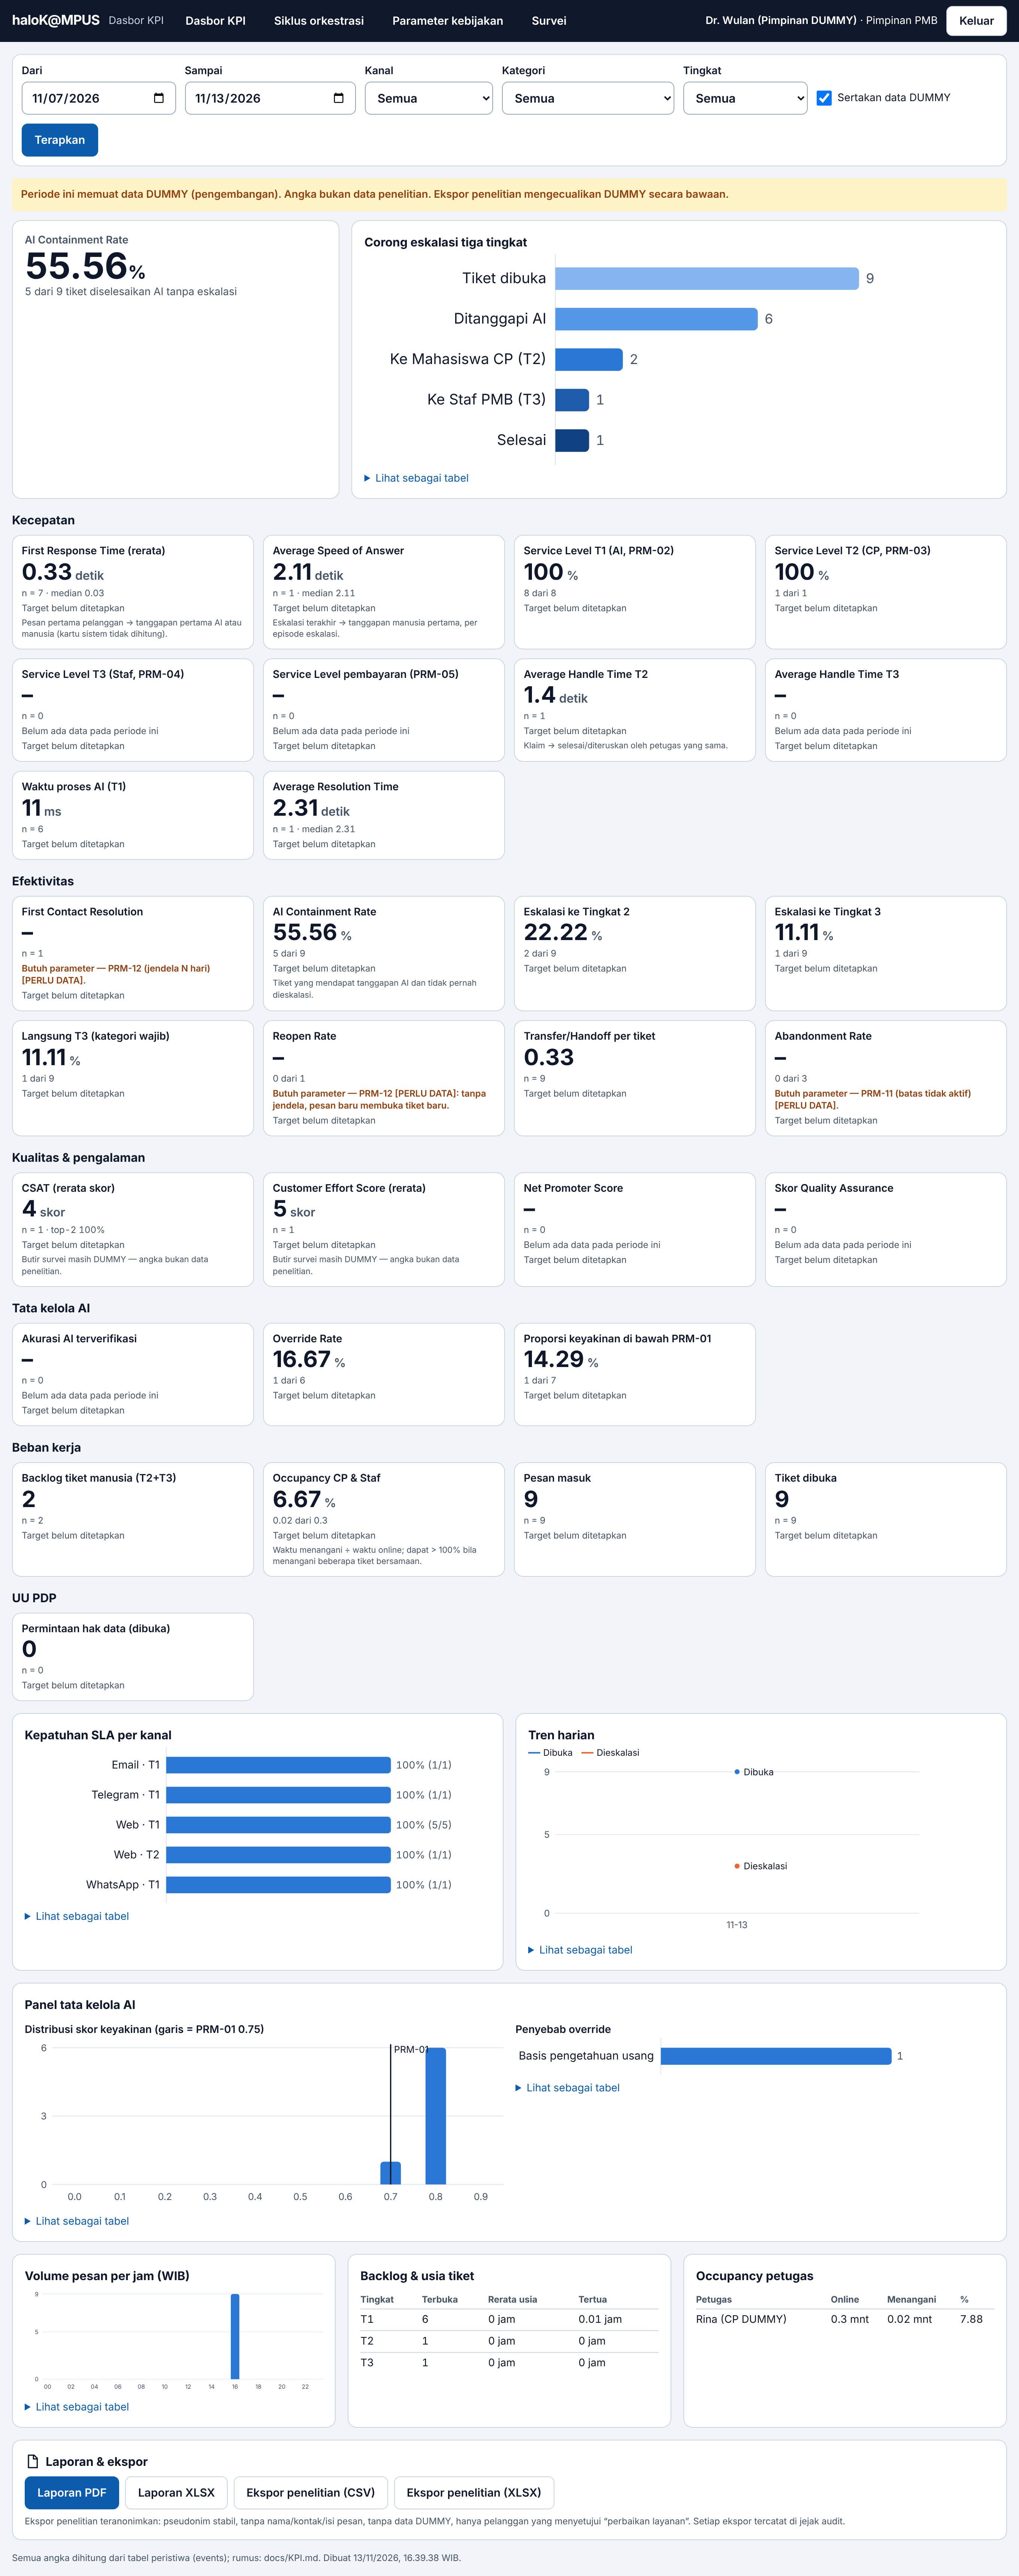 haloK@MPUS Dasbor KPI Dasbor KPI Siklus orkestrasi Parameter kebijakan Survei Dr. Wulan (Pimpinan DUMMY) · Pimpinan PMB Keluar
Dari Sampai Kanal Kategori Tingkat
11/07/2026 11/13/2026 Semua Semua Semua Sertakan data DUMMY
Terapkan
Periode ini memuat data DUMMY (pengembangan). Angka bukan data penelitian. Ekspor penelitian mengecualikan DUMMY secara bawaan.
AI Containment Rate
55.56%
5 dari 9 tiket diselesaikan AI tanpa eskalasi
Corong eskalasi tiga tingkat
Tiket dibuka 9
Ditanggapi AI 6
Ke Mahasiswa CP (T2) 2
Ke Staf PMB (T3) 1
Selesai 1
▶ Lihat sebagai tabel
Kecepatan
First Response Time (rerata)
0.33 detik
n = 7 · median 0.03
Target belum ditetapkan
Pesan pertama pelanggan → tanggapan pertama AI atau
manusia (kartu sistem tidak dihitung).
Average Speed of Answer
2.11 detik
n = 1 · median 2.11
Target belum ditetapkan
Eskalasi terakhir → tanggapan manusia pertama, per
episode eskalasi.
Service Level T1 (AI, PRM-02)
100 %
8 dari 8
Target belum ditetapkan
Service Level T2 (CP, PRM-03)
100 %
1 dari 1
Target belum ditetapkan
Service Level T3 (Staf, PRM-04)
–
n = 0
Belum ada data pada periode ini
Target belum ditetapkan
Service Level pembayaran (PRM-05)
–
n = 0
Belum ada data pada periode ini
Target belum ditetapkan
Average Handle Time T2
1.4 detik
n = 1
Target belum ditetapkan
Klaim → selesai/diteruskan oleh petugas yang sama.
Average Handle Time T3
–
n = 0
Belum ada data pada periode ini
Target belum ditetapkan
Waktu proses AI (T1)
11 ms
n = 6
Target belum ditetapkan
Average Resolution Time
2.31 detik
n = 1 · median 2.31
Target belum ditetapkan
Efektivitas
First Contact Resolution
–
n = 1
Butuh parameter — PRM-12 (jendela N hari)
[PERLU DATA].
Target belum ditetapkan
AI Containment Rate
55.56 %
5 dari 9
Target belum ditetapkan
Tiket yang mendapat tanggapan AI dan tidak pernah
dieskalasi.
Eskalasi ke Tingkat 2
22.22 %
2 dari 9
Target belum ditetapkan
Eskalasi ke Tingkat 3
11.11 %
1 dari 9
Target belum ditetapkan
Langsung T3 (kategori wajib)
11.11 %
1 dari 9
Target belum ditetapkan
Reopen Rate
–
0 dari 1
Butuh parameter — PRM-12 [PERLU DATA]: tanpa
jendela, pesan baru membuka tiket baru.
Target belum ditetapkan
Transfer/Handoff per tiket
0.33
n = 9
Target belum ditetapkan
Abandonment Rate
–
0 dari 3
Butuh parameter — PRM-11 (batas tidak aktif)
[PERLU DATA].
Target belum ditetapkan
Kualitas & pengalaman
CSAT (rerata skor)
4 skor
n = 1 · top-2 100%
Target belum ditetapkan
Butir survei masih DUMMY — angka bukan data
penelitian.
Customer Effort Score (rerata)
5 skor
n = 1
Target belum ditetapkan
Butir survei masih DUMMY — angka bukan data
penelitian.
Net Promoter Score
–
n = 0
Belum ada data pada periode ini
Target belum ditetapkan
Skor Quality Assurance
–
n = 0
Belum ada data pada periode ini
Target belum ditetapkan
Tata kelola AI
Akurasi AI terverifikasi
–
n = 0
Belum ada data pada periode ini
Target belum ditetapkan
Override Rate
16.67 %
1 dari 6
Target belum ditetapkan
Proporsi keyakinan di bawah PRM-01
14.29 %
1 dari 7
Target belum ditetapkan
Beban kerja
Backlog tiket manusia (T2+T3)
2
n = 2
Target belum ditetapkan
Occupancy CP & Staf
6.67 %
0.02 dari 0.3
Target belum ditetapkan
Waktu menangani ÷ waktu online; dapat > 100% bila
menangani beberapa tiket bersamaan.
Pesan masuk
9
n = 9
Target belum ditetapkan
Tiket dibuka
9
n = 9
Target belum ditetapkan
UU PDP
Permintaan hak data (dibuka)
0
n = 0
Target belum ditetapkan
Kepatuhan SLA per kanal
Email · T1 100% (1/1)
Telegram · T1 100% (1/1)
Web · T1 100% (5/5)
Web · T2 100% (1/1)
WhatsApp · T1 100% (1/1)
▶ Lihat sebagai tabel
Tren harian
Dibuka Dieskalasi
9 Dibuka
5
Dieskalasi
0
11-13
▶ Lihat sebagai tabel
Panel tata kelola AI
Distribusi skor keyakinan (garis = PRM-01 0.75)
6 PRM-01
3
0
0.0 0.1 0.2 0.3 0.4 0.5 0.6 0.7 0.8 0.9
▶ Lihat sebagai tabel
Penyebab override
Basis pengetahuan usang 1
▶ Lihat sebagai tabel
Volume pesan per jam (WIB)
9
5
0
00 02 04 06 08 10 12 14 16 18 20 22
▶ Lihat sebagai tabel
Backlog & usia tiket
Tingkat Terbuka Rerata usia Tertua
T1 6 0 jam 0.01 jam
T2 1 0 jam 0 jam
T3 1 0 jam 0 jam
Occupancy petugas
Petugas Online Menangani %
Rina (CP DUMMY) 0.3 mnt 0.02 mnt 7.88
Laporan & ekspor
Laporan PDF Laporan XLSX Ekspor penelitian (CSV) Ekspor penelitian (XLSX)
Ekspor penelitian teranonimkan: pseudonim stabil, tanpa nama/kontak/isi pesan, tanpa data DUMMY, hanya pelanggan yang menyetujui “perbaikan layanan”. Setiap ekspor tercatat di jejak audit.
Semua angka dihitung dari tabel peristiwa (events); rumus: docs/KPI.md. Dibuat 13/11/2026, 16.39.38 WIB.